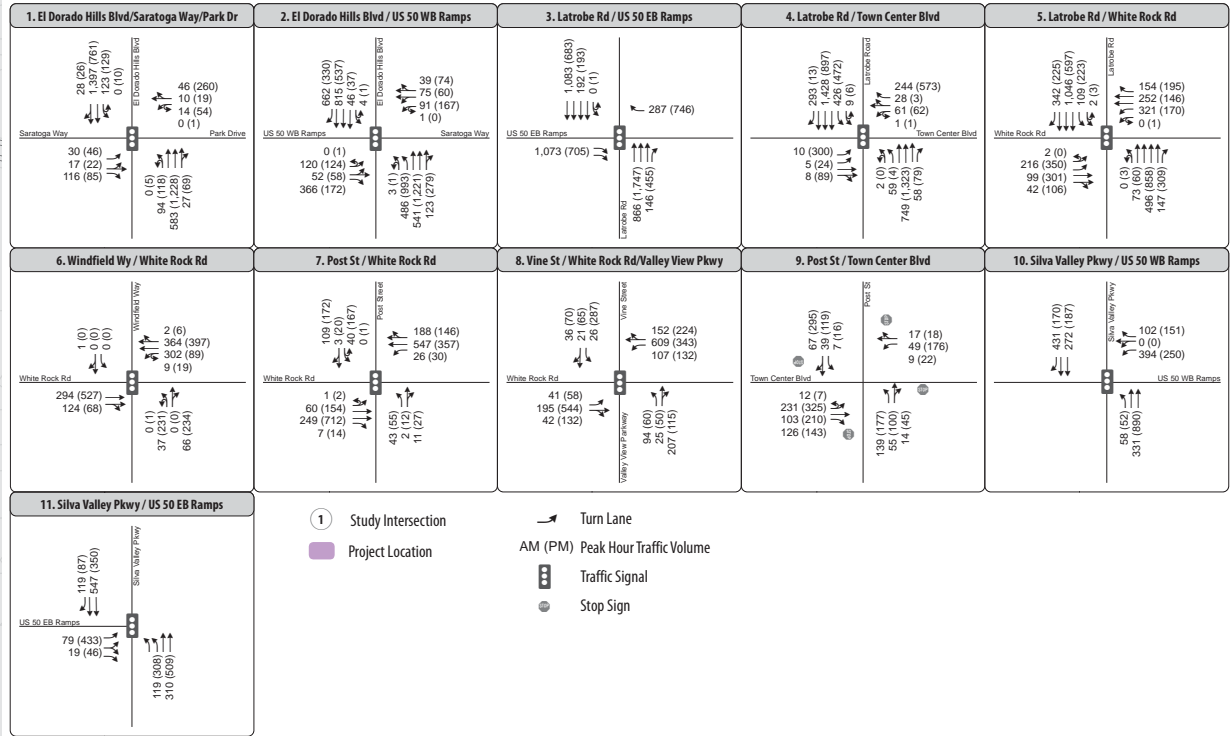 1. El Dorado Hills Blvd/Saratoga Way/Park Dr
28 (26)
1,397 (761)
123 (129)
0 (10)
El Dorado Hills Blvd
46 (260)
10 (19)
14 (54)
0 (1)
Saratoga Way
Park Drive
30 (46)
17 (22)
116 (85)
0 (5)
94 (118)
583 (1,228)
27 (69)
2. El Dorado Hills Blvd / US 50 WB Ramps
662 (330)
815 (537)
46 (37)
4 (1)
El Dorado Hills Blvd
39 (74)
75 (60)
91 (167)
1 (0)
US 50 WB Ramps
Saratoga Way
0 (1)
120 (124)
52 (58)
366 (172)
3 (1)
486 (993)
541 (1,221)
123 (279)
3. Latrobe Rd / US 50 EB Ramps
1,083 (683)
192 (193)
0 (1)
287 (746)
US 50 EB Ramps
1,073 (705)
Latrobe Rd
866 (1,747)
146 (455)
4. Latrobe Rd / Town Center Blvd
293 (13)
1,428 (897)
426 (472)
9 (6)
Latrobe Road
244 (573)
28 (3)
61 (62)
1 (1)
Town Center Blvd
10 (300)
5 (24)
8 (89)
2 (0)
59 (4)
749 (1,323)
58 (79)
5. Latrobe Rd / White Rock Rd
342 (225)
1,046 (597)
109 (223)
2 (3)
Latrobe Rd
154 (195)
252 (146)
321 (170)
0 (1)
White Rock Rd
2 (0)
216 (350)
99 (301)
42 (106)
0 (3)
73 (60)
496 (858)
147 (309)
6. Windfield Wy / White Rock Rd
1 (0)
0 (0)
0 (0)
Windfield Way
2 (6)
364 (397)
302 (89)
9 (19)
White Rock Rd
294 (527)
124 (68)
0 (1)
37 (231)
0 (0)
66 (234)
7. Post St / White Rock Rd
109 (172)
3 (20)
40 (167)
0 (1)
Post Street
188 (146)
547 (357)
26 (30)
White Rock Rd
1 (2)
60 (154)
249 (712)
7 (14)
43 (55)
2 (12)
11 (27)
8. Vine St / White Rock Rd/Valley View Pkwy
36 (70)
21 (65)
26 (287)
Vine Street
152 (224)
609 (343)
107 (132)
White Rock Rd
41 (58)
195 (544)
42 (132)
Valley View Parkway
94 (60)
25 (50)
207 (115)
9. Post St / Town Center Blvd
67 (295)
39 (119)
7 (16)
Post St
STOP
17 (18)
49 (176)
9 (22)
STOP
Town Center Blvd
STOP
12 (7)
231 (325)
103 (210)
126 (143)
STOP
139 (177)
55 (100)
14 (45)
10. Silva Valley Pkwy / US 50 WB Ramps
431 (170)
272 (187)
Silva Valley Pkwy
102 (151)
0 (0)
394 (250)
US 50 WB Ramps
58 (52)
331 (890)
11. Silva Valley Pkwy / US 50 EB Ramps
119 (87)
547 (350)
Silva Valley Pkwy
US 50 EB Ramps
79 (433)
19 (46)
119 (308)
310 (509)
1 Study Intersection
Project Location
Turn Lane
AM (PM) Peak Hour Traffic Volume
Traffic Signal
STOP Stop Sign